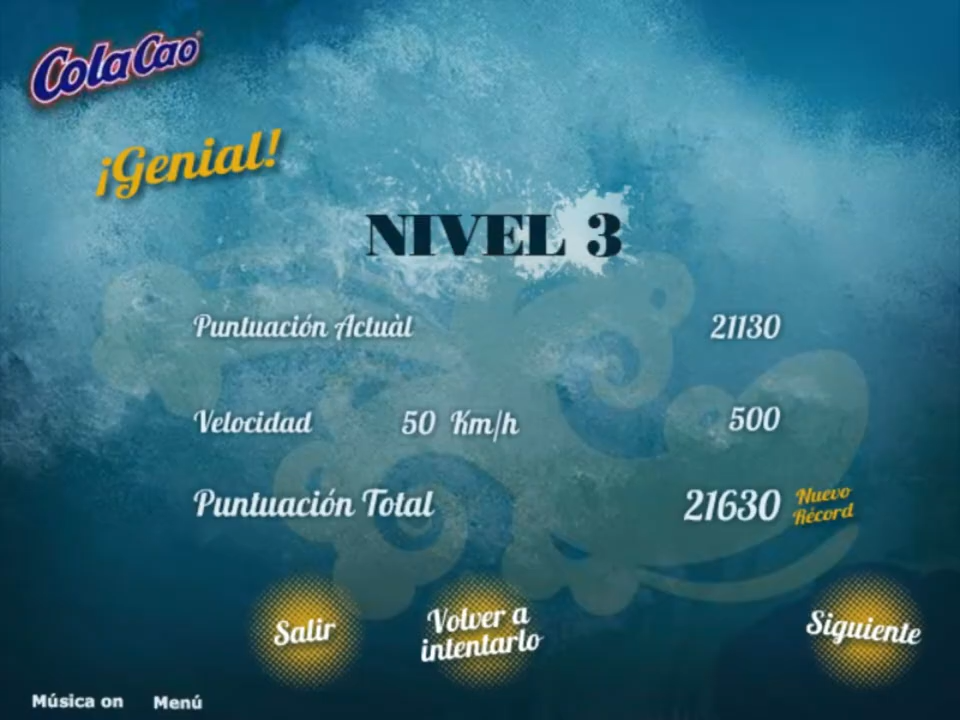 ColaCao
¡Genial!
NIVEL 3
Puntuación Actuàl 21130
Velocidad 50 Km/h 500
Puntuación Total 21630 Nuevo
Récord
Salir
Volver a
intentarlo
Siguiente
Música on Menú